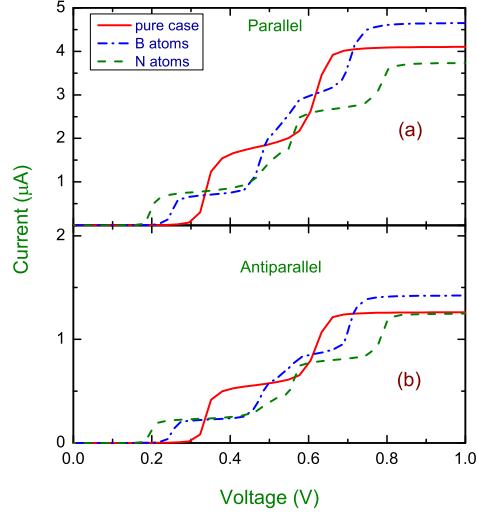 5
pure case
B atoms
N atoms
Parallel
4
3
2
1
(a)
Current (μA)
2
Antiparallel
1
(b)
0
0.0 0.2 0.4 0.6 0.8 1.0
Voltage (V)